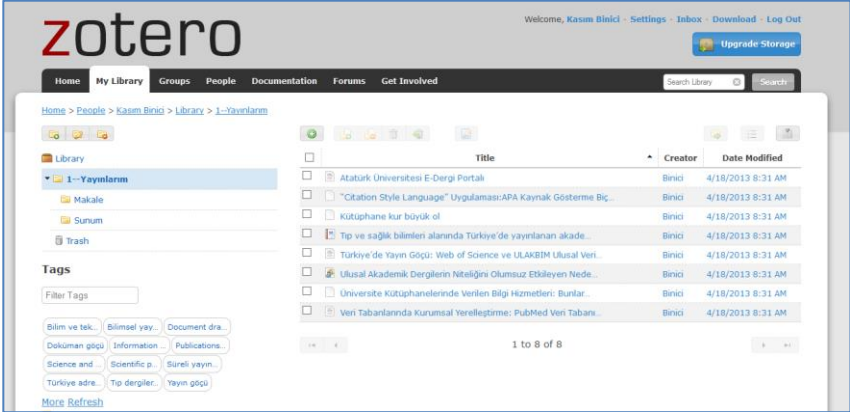 zotero
Welcome, Kasım Binici · Settings · Inbox · Download · Log Out
Upgrade Storage
Home My Library Groups People Documentation Forums Get Involved
Search Library Search
Home > People > Kasım Binici > Library > 1--Yayınlarım
Library
1--Yayınlarım
Makale
Sunum
Trash
Title Creator Date Modified
Atatürk Üniversitesi E-Dergi Portalı Binici 4/18/2013 8:31 AM
"Citation Style Language" Uygulaması:APA Kaynak Gösterme Biç... Binici 4/18/2013 8:31 AM
Kütüphane kur büyük ol Binici 4/18/2013 8:31 AM
Tıp ve sağlık bilimleri alanında Türkiye'de yayınlanan akade... Binici 4/18/2013 8:31 AM
Türkiye'de Yayın Göçü: Web of Science ve ULAKBIM Ulusal Veri... Binici 4/18/2013 8:31 AM
Ulusal Akademik Dergilerin Niteliğini Olumsuz Etkileyen Nede... Binici 4/18/2013 8:31 AM
Üniversite Kütüphanelerinde Verilen Bilgi Hizmetleri: Bunlar... Binici 4/18/2013 8:31 AM
Veri Tabanlarında Kurumsal Yerelleştirme: PubMed Veri Tabanı... Binici 4/18/2013 8:31 AM
1 to 8 of 8
Tags
Filter Tags
Bilim ve tek... Bilimsel yay... Document dra...
Doküman göçü Information ... Publications...
Science and ... Scientific p... Süreli yayın...
Türkiye adre... Tıp dergiler... Yayın göçü
More Refresh